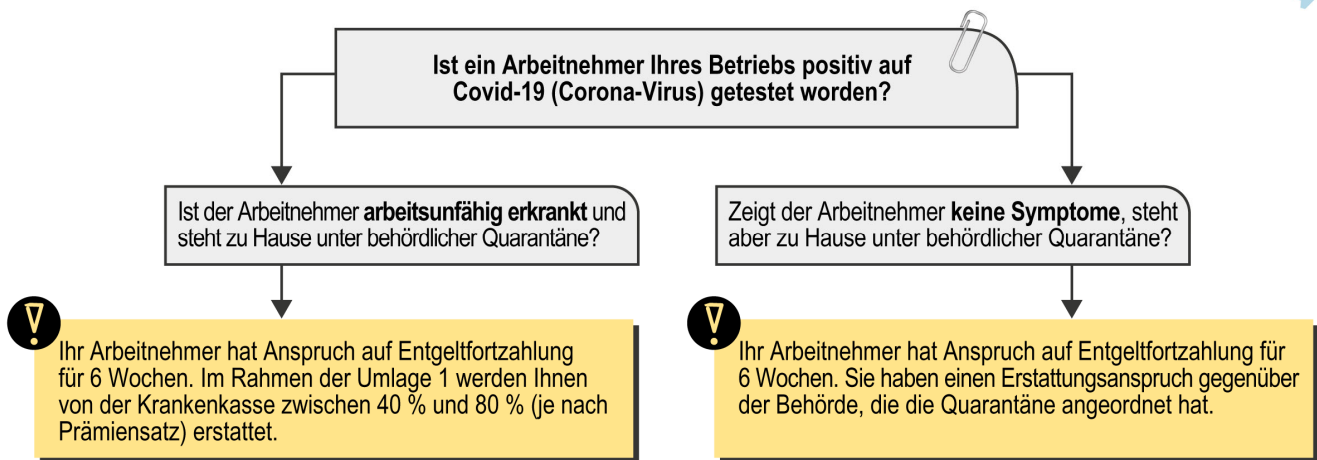 Ist ein Arbeitnehmer Ihres Betriebs positiv auf
Covid-19 (Corona-Virus) getestet worden?
Ist der Arbeitnehmer arbeitsunfähig erkrankt und
steht zu Hause unter behördlicher Quarantäne?
Zeigt der Arbeitnehmer keine Symptome, steht
aber zu Hause unter behördlicher Quarantäne?
Ihr Arbeitnehmer hat Anspruch auf Entgeltfortzahlung
für 6 Wochen. Im Rahmen der Umlage 1 werden Ihnen
von der Krankenkasse zwischen 40 % und 80 % (je nach
Prämiensatz) erstattet.
Ihr Arbeitnehmer hat Anspruch auf Entgeltfortzahlung für
6 Wochen. Sie haben einen Erstattungsanspruch gegenüber
der Behörde, die die Quarantäne angeordnet hat.